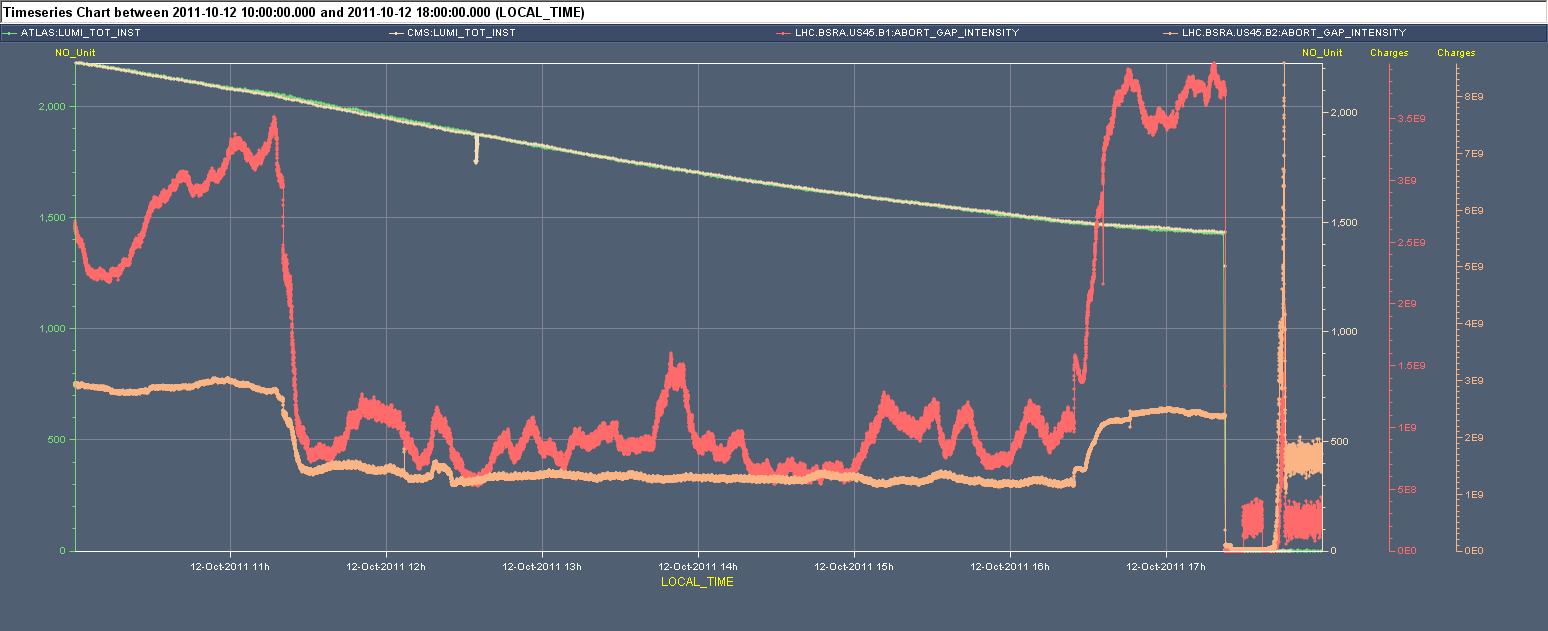 Timeseries Chart between 2011-10-12 10:00:00.000 and 2011-10-12 18:00:00.000 (LOCAL_TIME)
ATLAS:LUMI_TOT_INST CMS:LUMI_TOT_INST LHC.BSRA.US45.B1:ABORT_GAP_INTENSITY LHC.BSRA.US45.B2:ABORT_GAP_INTENSITY
NO_Unit NO_Unit Charges Charges
2,000 2,000 3.5E9 8E9
7E9
3E9
1,500 1,500 6E9
2.5E9
5E9
2E9
1,000 1,000 4E9
1.5E9
3E9
500 500 1E9 2E9
5E8 1E9
0 0 0E0 0E0
12-Oct-2011 11h 12-Oct-2011 12h 12-Oct-2011 13h 12-Oct-2011 14h 12-Oct-2011 15h 12-Oct-2011 16h 12-Oct-2011 17h
LOCAL_TIME